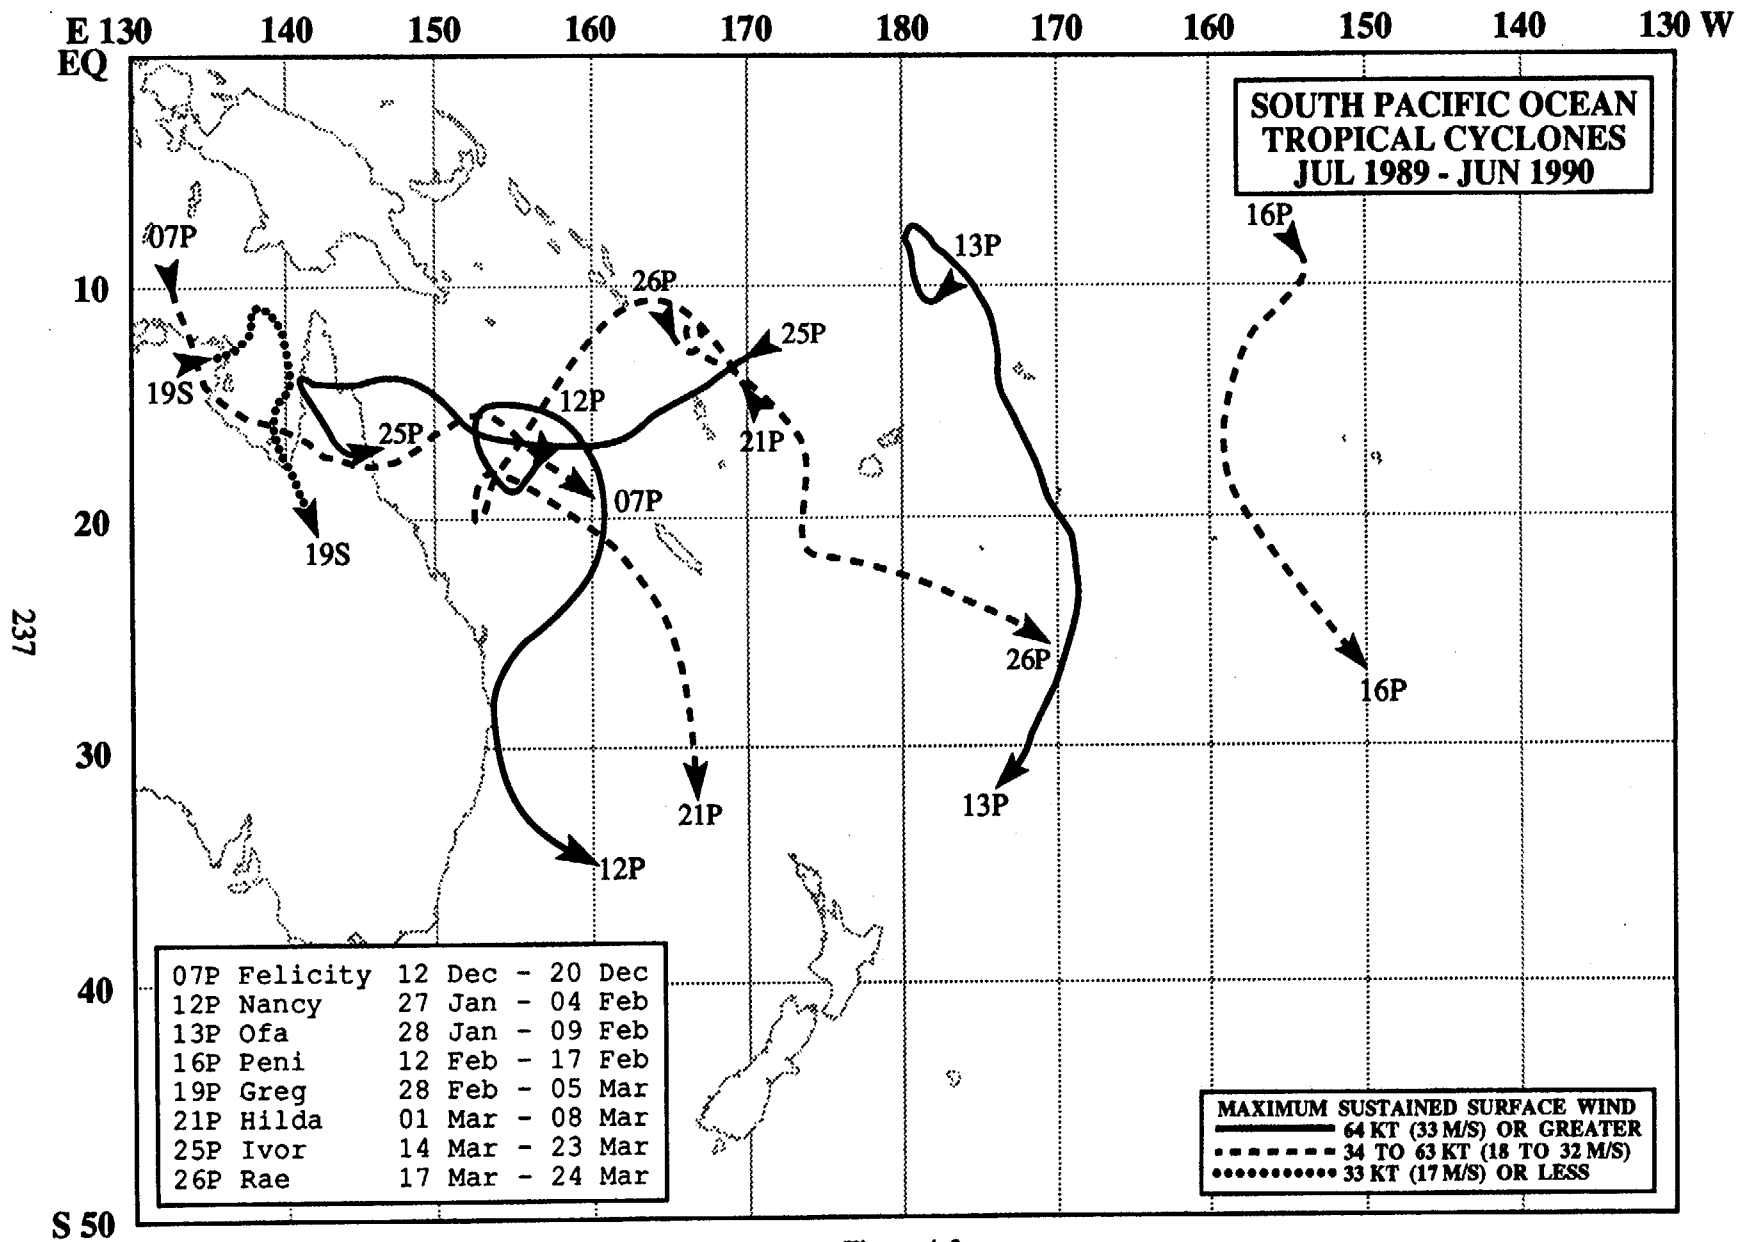 E 130 140 150 160 170 180 170 160 150 140 130 W
EQ
SOUTH PACIFIC OCEAN
TROPICAL CYCLONES
JUL 1989 - JUN 1990
16P
07P
13P
26P
10
25P
19S
12P
25P
21P
07P
20
19S
237
26P
16P
30
13P
21P
12P
07P Felicity 12 Dec - 20 Dec
12P Nancy 27 Jan - 04 Feb
13P Ofa 28 Jan - 09 Feb
16P Peni 12 Feb - 17 Feb
19P Greg 28 Feb - 05 Mar
21P Hilda 01 Mar - 08 Mar
25P Ivor 14 Mar - 23 Mar
26P Rae 17 Mar - 24 Mar
40
MAXIMUM SUSTAINED SURFACE WIND
64 KT (33 M/S) OR GREATER
34 TO 63 KT (18 TO 32 M/S)
33 KT (17 M/S) OR LESS
S 50